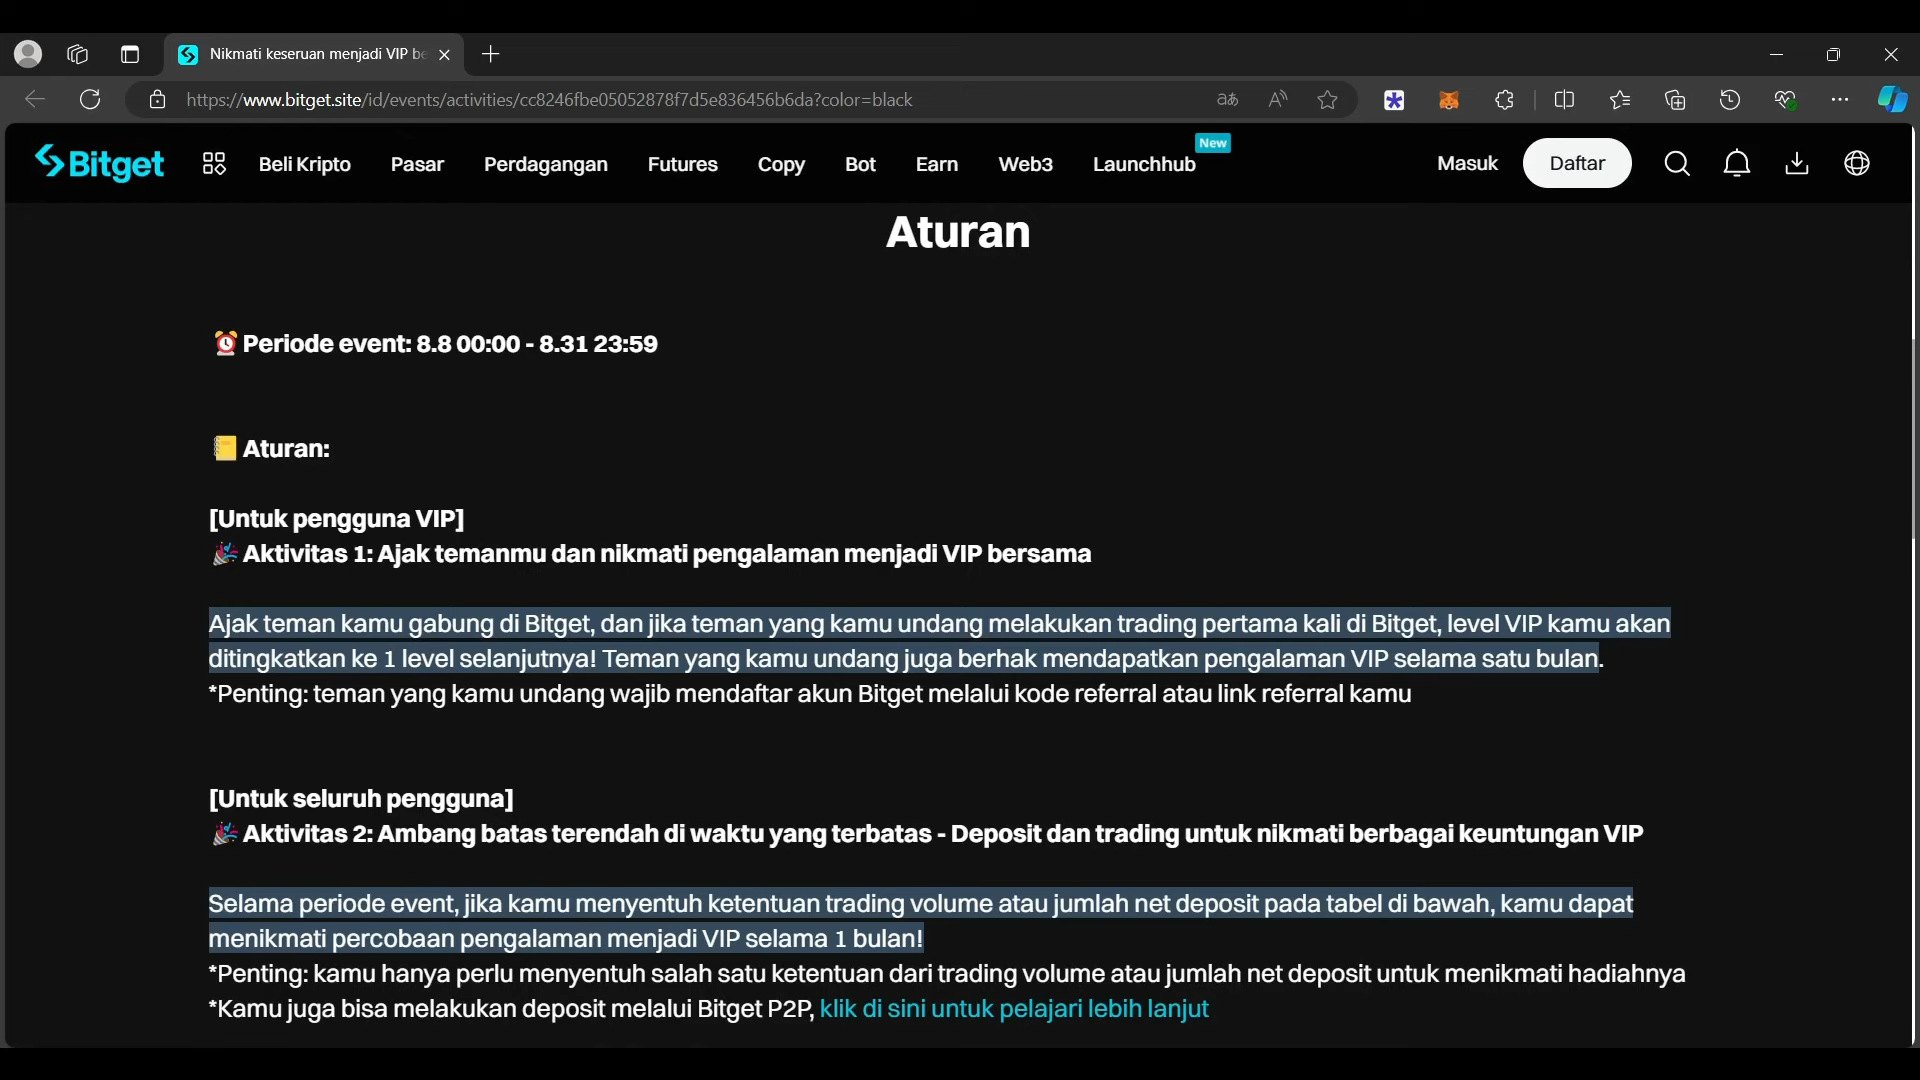 Nikmati keseruan menjadi VIP be
https://www.bitget.site/id/events/activities/cc8246fbe05052878f7d5e836456b6da?color=black
Bitget Beli Kripto Pasar Perdagangan Futures Copy Bot Earn Web3 Launchhub New Masuk Daftar
Aturan
⏰ Periode event: 8.8 00:00 - 8.31 23:59
📒 Aturan:
[Untuk pengguna VIP]
🎉 Aktivitas 1: Ajak temanmu dan nikmati pengalaman menjadi VIP bersama
Ajak teman kamu gabung di Bitget, dan jika teman yang kamu undang melakukan trading pertama kali di Bitget, level VIP kamu akan
ditingkatkan ke 1 level selanjutnya! Teman yang kamu undang juga berhak mendapatkan pengalaman VIP selama satu bulan.
*Penting: teman yang kamu undang wajib mendaftar akun Bitget melalui kode referral atau link referral kamu
[Untuk seluruh pengguna]
🎉 Aktivitas 2: Ambang batas terendah di waktu yang terbatas - Deposit dan trading untuk nikmati berbagai keuntungan VIP
Selama periode event, jika kamu menyentuh ketentuan trading volume atau jumlah net deposit pada tabel di bawah, kamu dapat
menikmati percobaan pengalaman menjadi VIP selama 1 bulan!
*Penting: kamu hanya perlu menyentuh salah satu ketentuan dari trading volume atau jumlah net deposit untuk menikmati hadiahnya
*Kamu juga bisa melakukan deposit melalui Bitget P2P, klik di sini untuk pelajari lebih lanjut